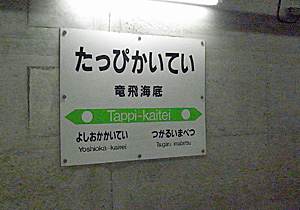 たっぴかいてい
竜飛海底
Tappi-kaitei
よしおかかいてい つがるいまべつ
Yoshioka-kaitei Tsugaru-imabetsu